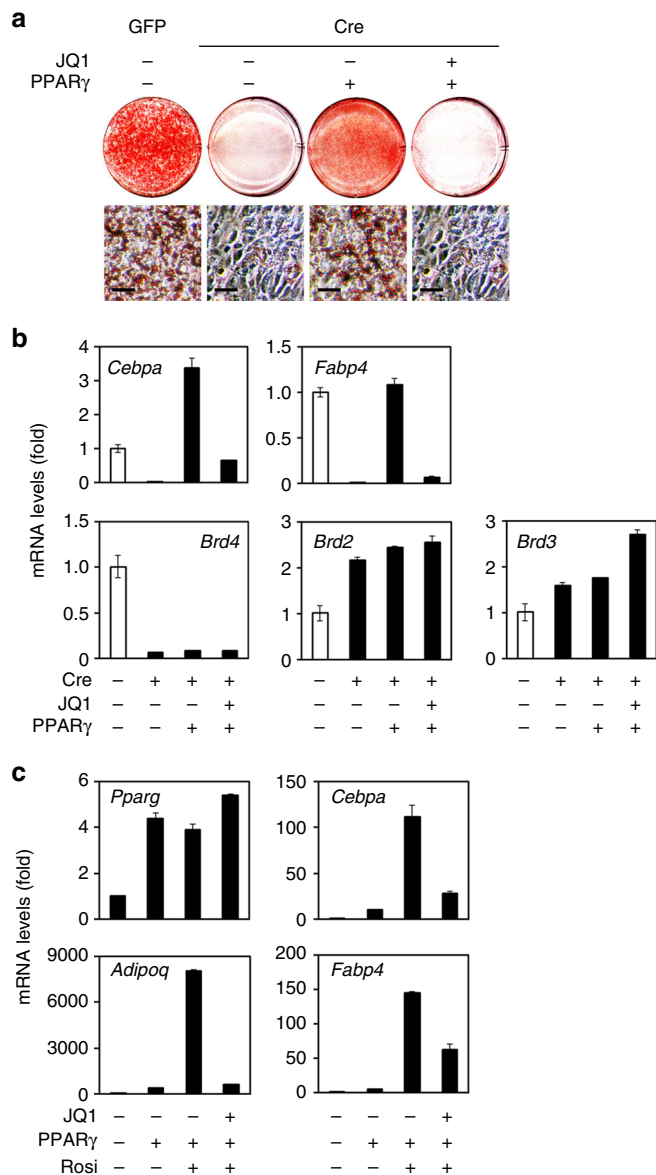 a
GFP Cre
JQ1 – – – +
PPARγ – – + +
b
mRNA levels (fold)
Cebpa
4
3
2
1
0
Fabp4
1.5
1.0
0.5
0
Brd4
1.5
1.0
0.5
0
Brd2
3
2
1
0
Brd3
3
2
1
0
Cre – + + + – + + + – + + +
JQ1 – – – + – – – + – – – +
PPARγ – – + + – – + + – – + +
c
mRNA levels (fold)
Pparg
6
4
2
0
Cebpa
150
100
50
0
Adipoq
9000
6000
3000
0
Fabp4
200
150
100
50
0
JQ1 – – – + – – – +
PPARγ – + + + – + + +
Rosi – – + + – – + +